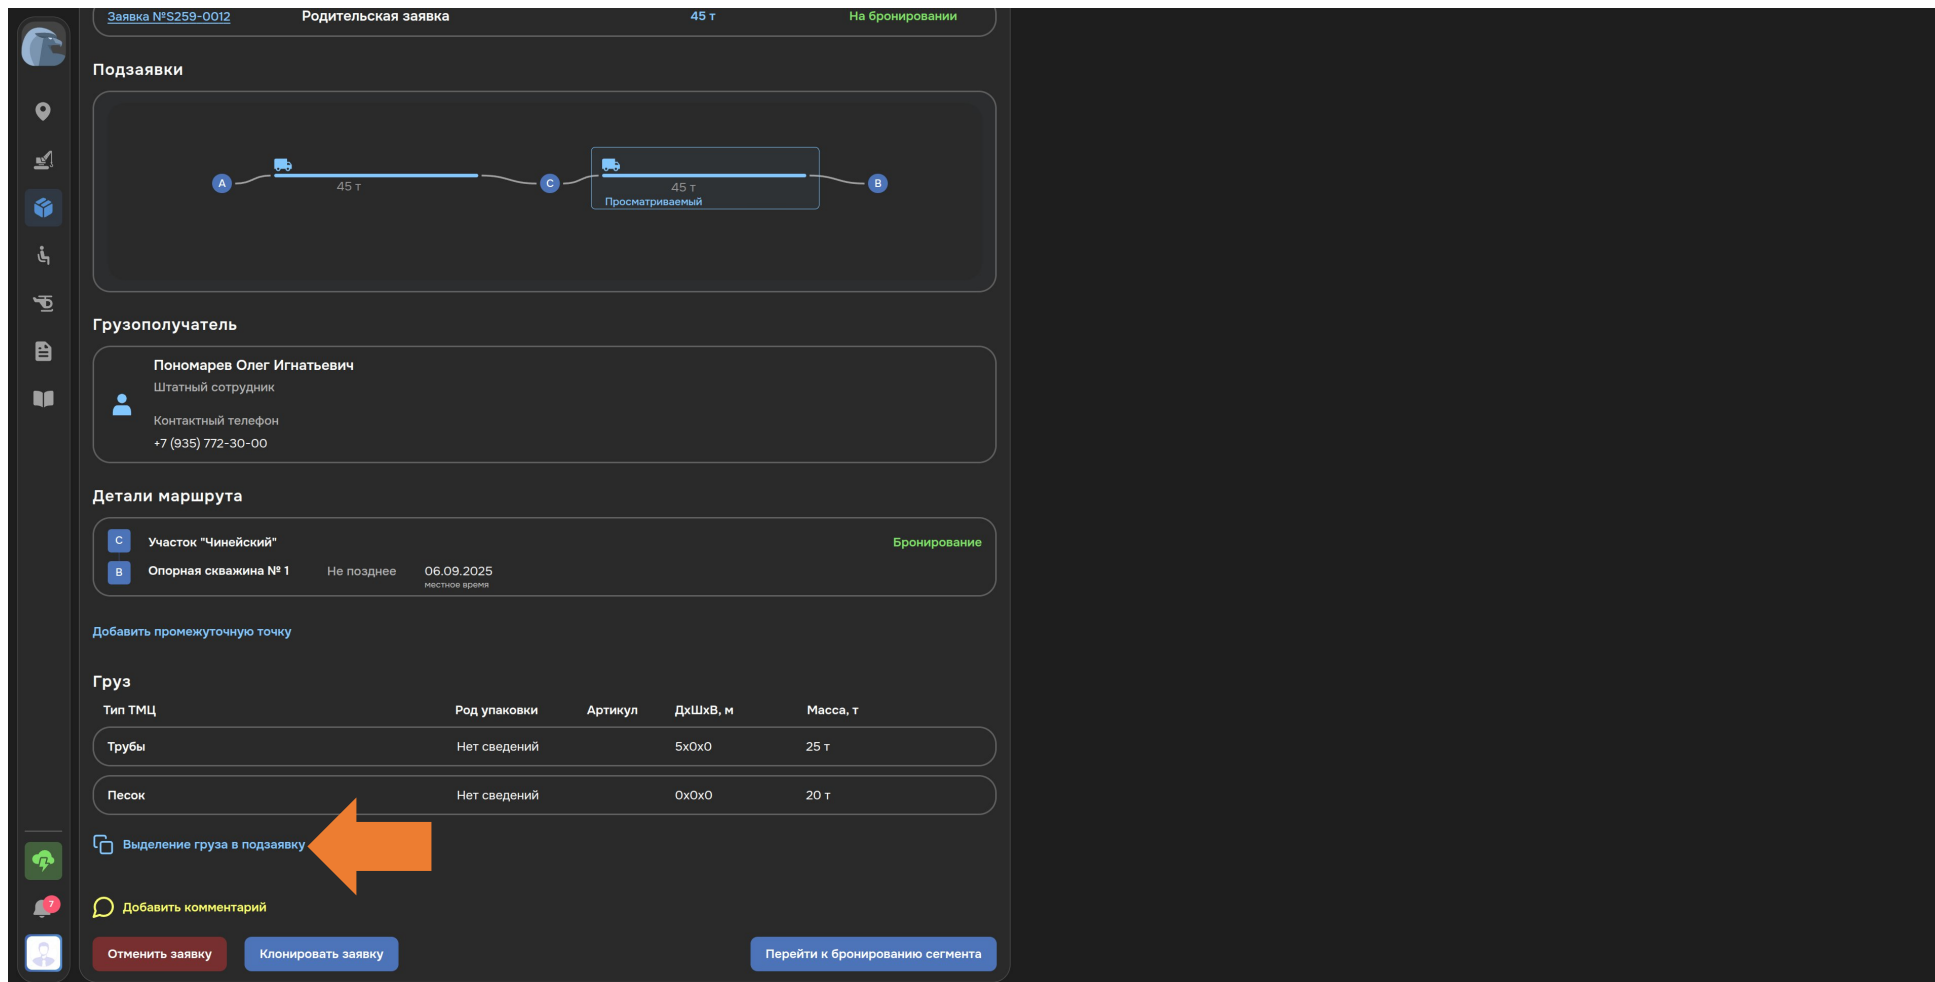 Заявка №S259-0012 Родительская заявка 45 т На бронировании
Подзаявки
A 45 т C 45 т B
Просматриваемый
Грузополучатель
Пономарев Олег Игнатьевич
Штатный сотрудник
Контактный телефон
+7 (935) 772-30-00
Детали маршрута
C Участок "Чинейский" Бронирование
B Опорная скважина № 1 Не позднее 06.09.2025
местное время
Добавить промежуточную точку
Груз
Тип ТМЦ Род упаковки Артикул ДхШхВ, м Масса, т
Трубы Нет сведений 5x0x0 25 т
Песок Нет сведений 0x0x0 20 т
Выделение груза в подзаявку
7
Добавить комментарий
Отменить заявку Клонировать заявку Перейти к бронированию сегмента